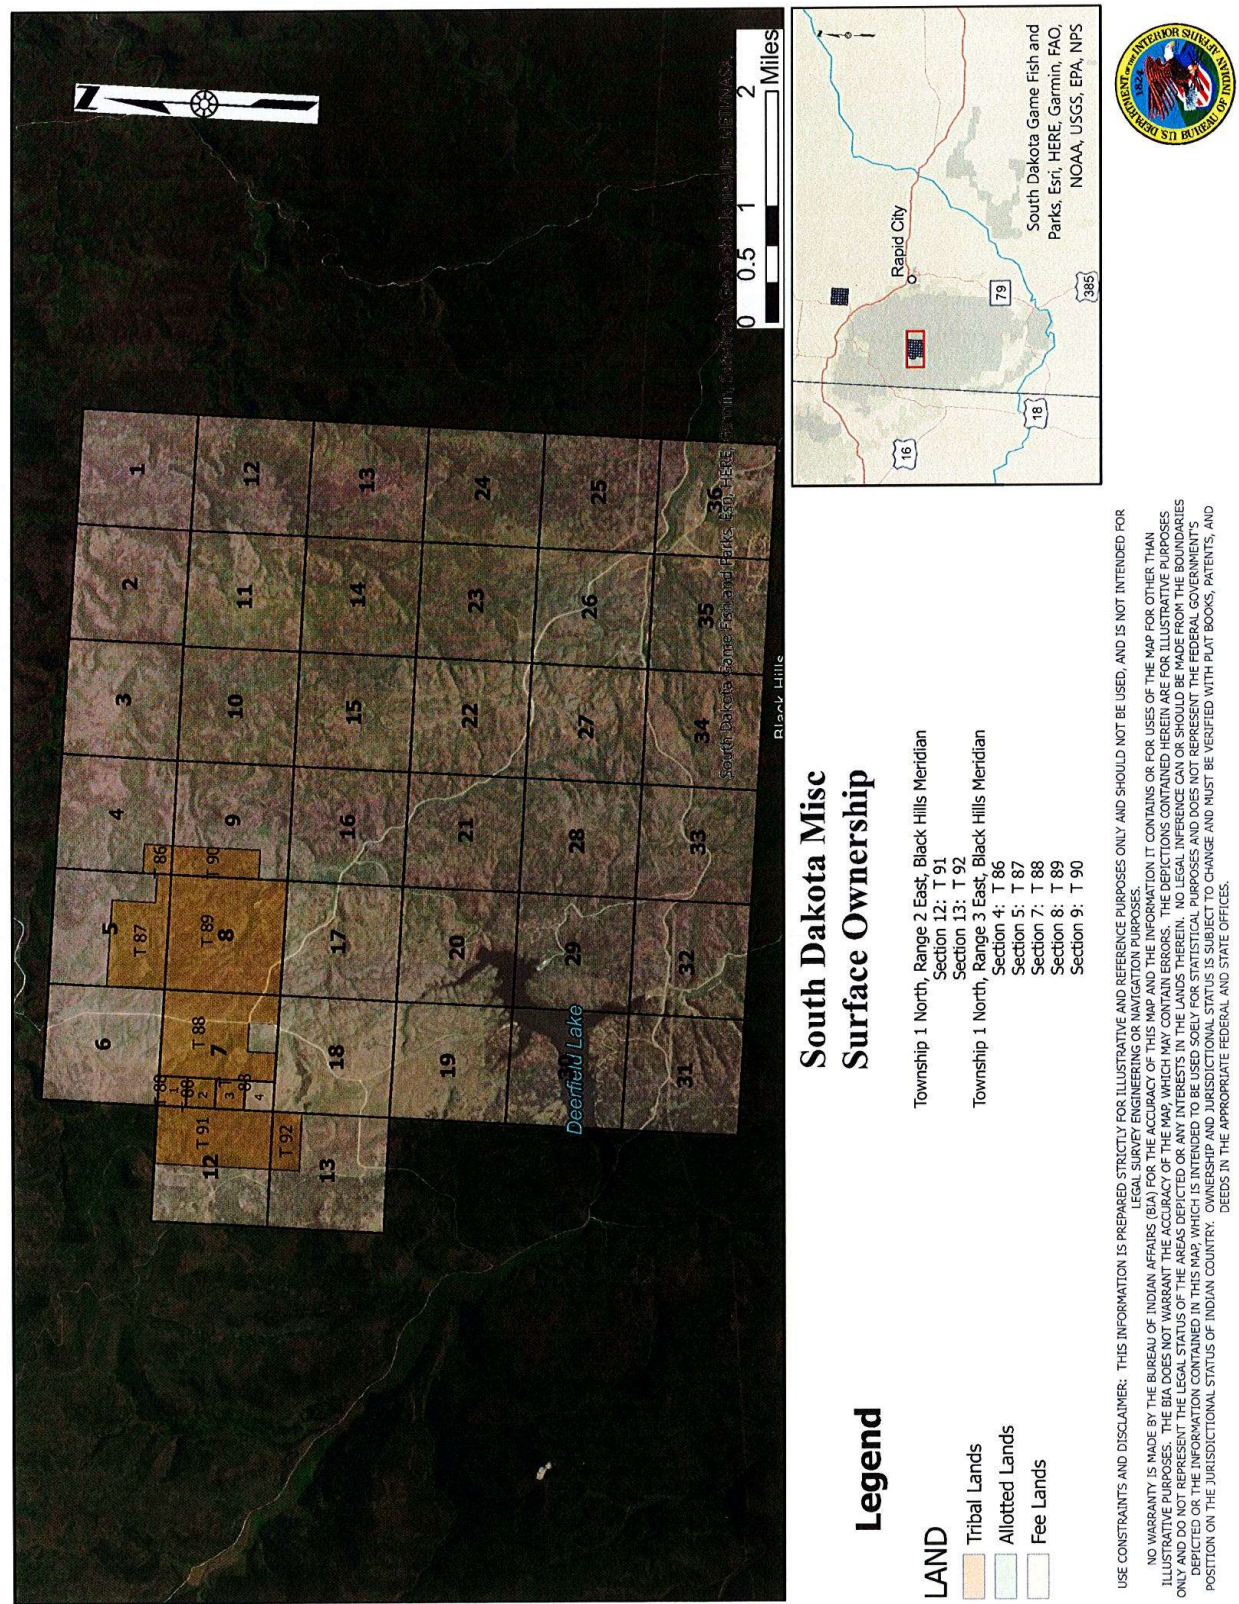 N
1
2
3
4
5
6
7
8
9
10
11
12
13
14
15
16
17
18
19
20
21
22
23
24
25
26
27
28
29
30
31
32
33
34
35
36
12
13
T 86
T 87
T 88
T 89
T 90
T 91
T 92
T 88
T 88
T
88
1
2
3
4
Deerfield Lake
Black Hills
South Dakota Game Fish and Parks, Esri, HERE, Garmin,
0 0.5 1 2
Miles
South Dakota Misc
Surface Ownership
Township 1 North, Range 2 East, Black Hills Meridian
Section 12: T 91
Section 13: T 92
Township 1 North, Range 3 East, Black Hills Meridian
Section 4: T 86
Section 5: T 87
Section 7: T 88
Section 8: T 89
Section 9: T 90
Legend
LAND
Tribal Lands
Allotted Lands
Fee Lands
Rapid City
16
18
79
385
South Dakota Game Fish and
Parks, Esri, HERE, Garmin, FAO,
NOAA, USGS, EPA, NPS
U.S. DEPARTMENT OF THE INTERIOR
BUREAU OF INDIAN AFFAIRS
1824
USE CONSTRAINTS AND DISCLAIMER: THIS INFORMATION IS PREPARED STRICTLY FOR ILLUSTRATIVE AND REFERENCE PURPOSES ONLY AND SHOULD NOT BE USED, AND IS NOT INTENDED FOR
LEGAL SURVEY ENGINEERING OR NAVIGATION PURPOSES.
NO WARRANTY IS MADE BY THE BUREAU OF INDIAN AFFAIRS (BIA) FOR THE ACCURACY OF THIS MAP AND THE INFORMATION IT CONTAINS OR FOR USES OF THE MAP FOR OTHER THAN
ILLUSTRATIVE PURPOSES. THE BIA DOES NOT WARRANT THE ACCURACY OF THE MAP, WHICH MAY CONTAIN ERRORS. THE DEPICTIONS CONTAINED HEREIN ARE FOR ILLUSTRATIVE PURPOSES
ONLY AND DO NOT REPRESENT THE LEGAL STATUS OF THE AREAS DEPICTED OR ANY INTERESTS IN THE LANDS THEREIN. NO LEGAL INFERENCE CAN OR SHOULD BE MADE FROM THE BOUNDARIES
DEPICTED OR THE INFORMATION CONTAINED IN THIS MAP, WHICH IS INTENDED TO BE USED SOELY FOR STATISTICAL PURPOSES AND DOES NOT REPRESENT THE FEDERAL GOVERNMENT'S
POSITION ON THE JURISDICTIONAL STATUS OF INDIAN COUNTRY. OWNERSHIP AND JURISDICTIONAL STATUS IS SUBJECT TO CHANGE AND MUST BE VERIFIED WITH PLAT BOOKS, PATENTS, AND
DEEDS IN THE APPROPRIATE FEDERAL AND STATE OFFICES.